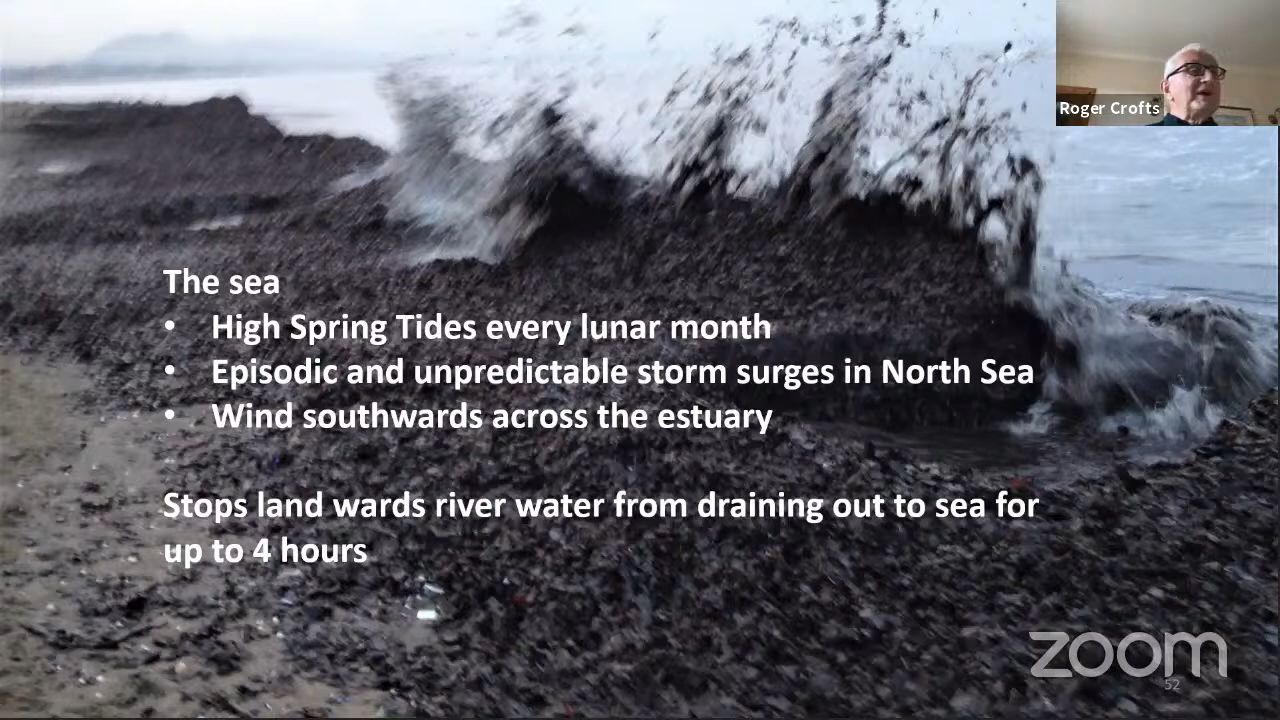 Roger Crofts
The sea
• High Spring Tides every lunar month
• Episodic and unpredictable storm surges in North Sea
• Wind southwards across the estuary
Stops land wards river water from draining out to sea for
up to 4 hours
zoom
52